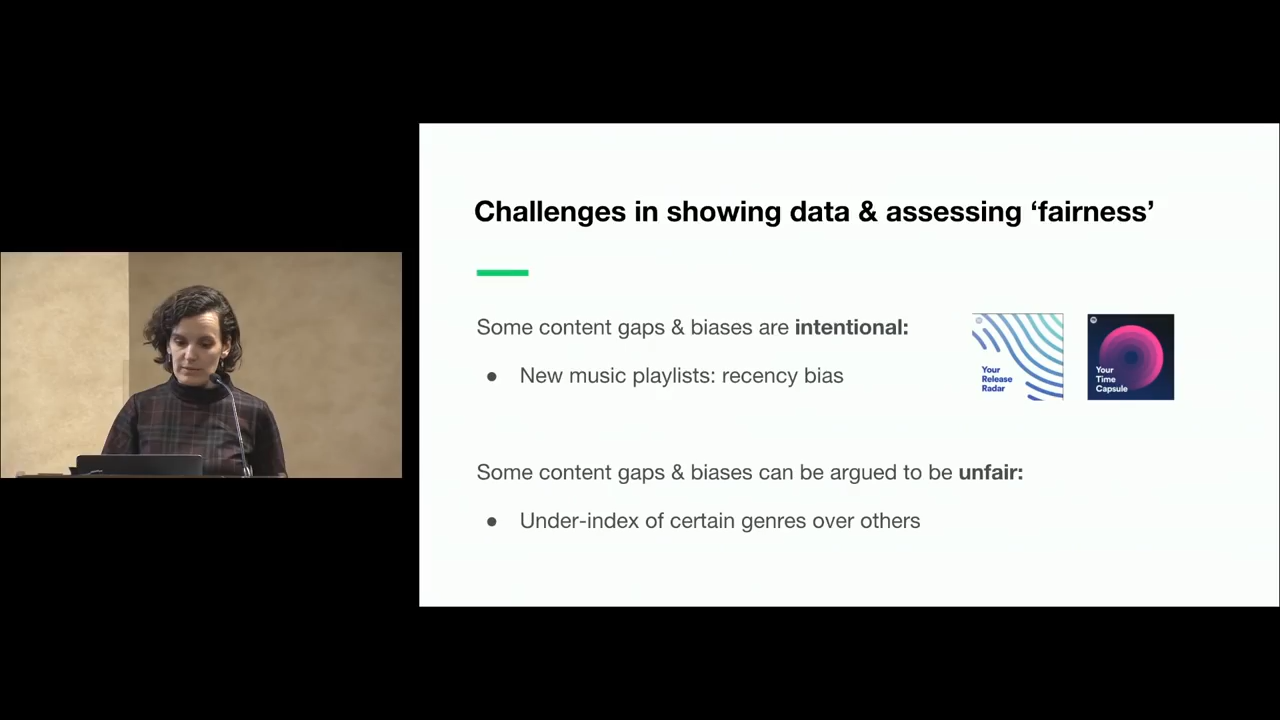 Challenges in showing data & assessing ‘fairness’
Some content gaps & biases are intentional:
● New music playlists: recency bias
Your
Release
Radar
Your
Time
Capsule
Some content gaps & biases can be argued to be unfair:
● Under-index of certain genres over others